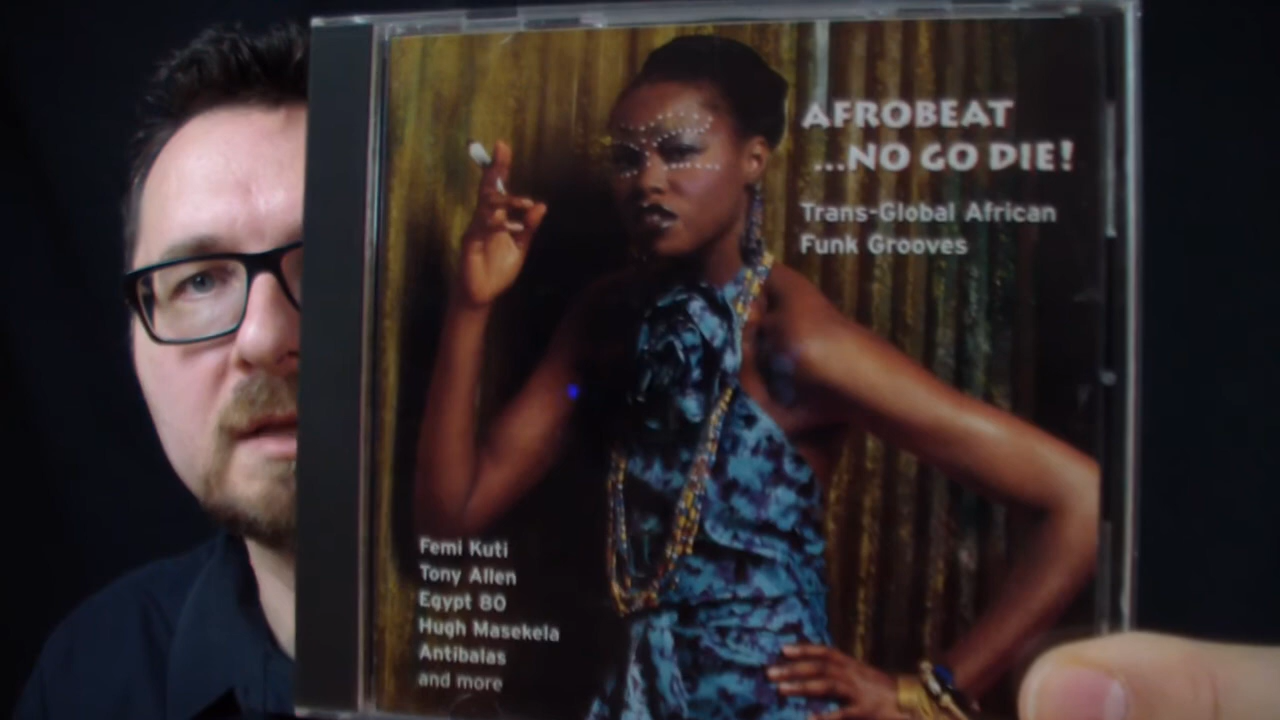 AFROBEAT
...NO GO DIE!
Trans-Global African
Funk Grooves
Femi Kuti
Tony Allen
Egypt 80
Hugh Masekela
Antibalas
and more